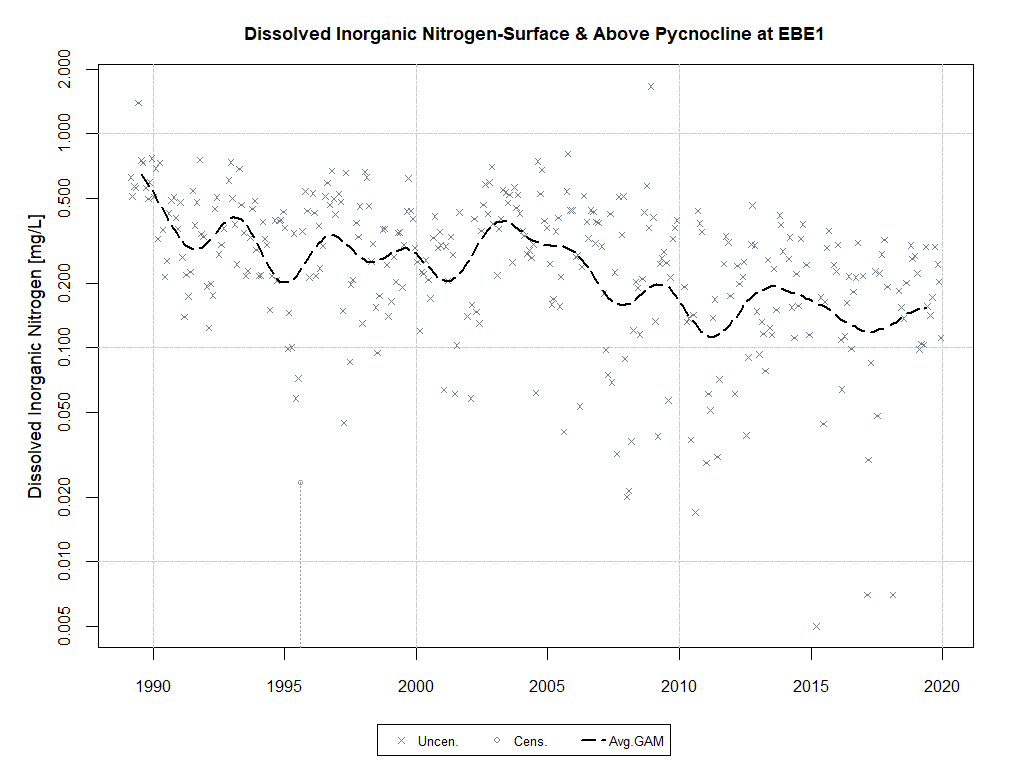 Dissolved Inorganic Nitrogen-Surface & Above Pycnocline at EBE1
Dissolved Inorganic Nitrogen [mg/L]
2.000
1.000
0.500
0.200
0.100
0.050
0.020
0.010
0.005
1990 1995 2000 2005 2010 2015 2020
Uncen. Cens. Avg.GAM